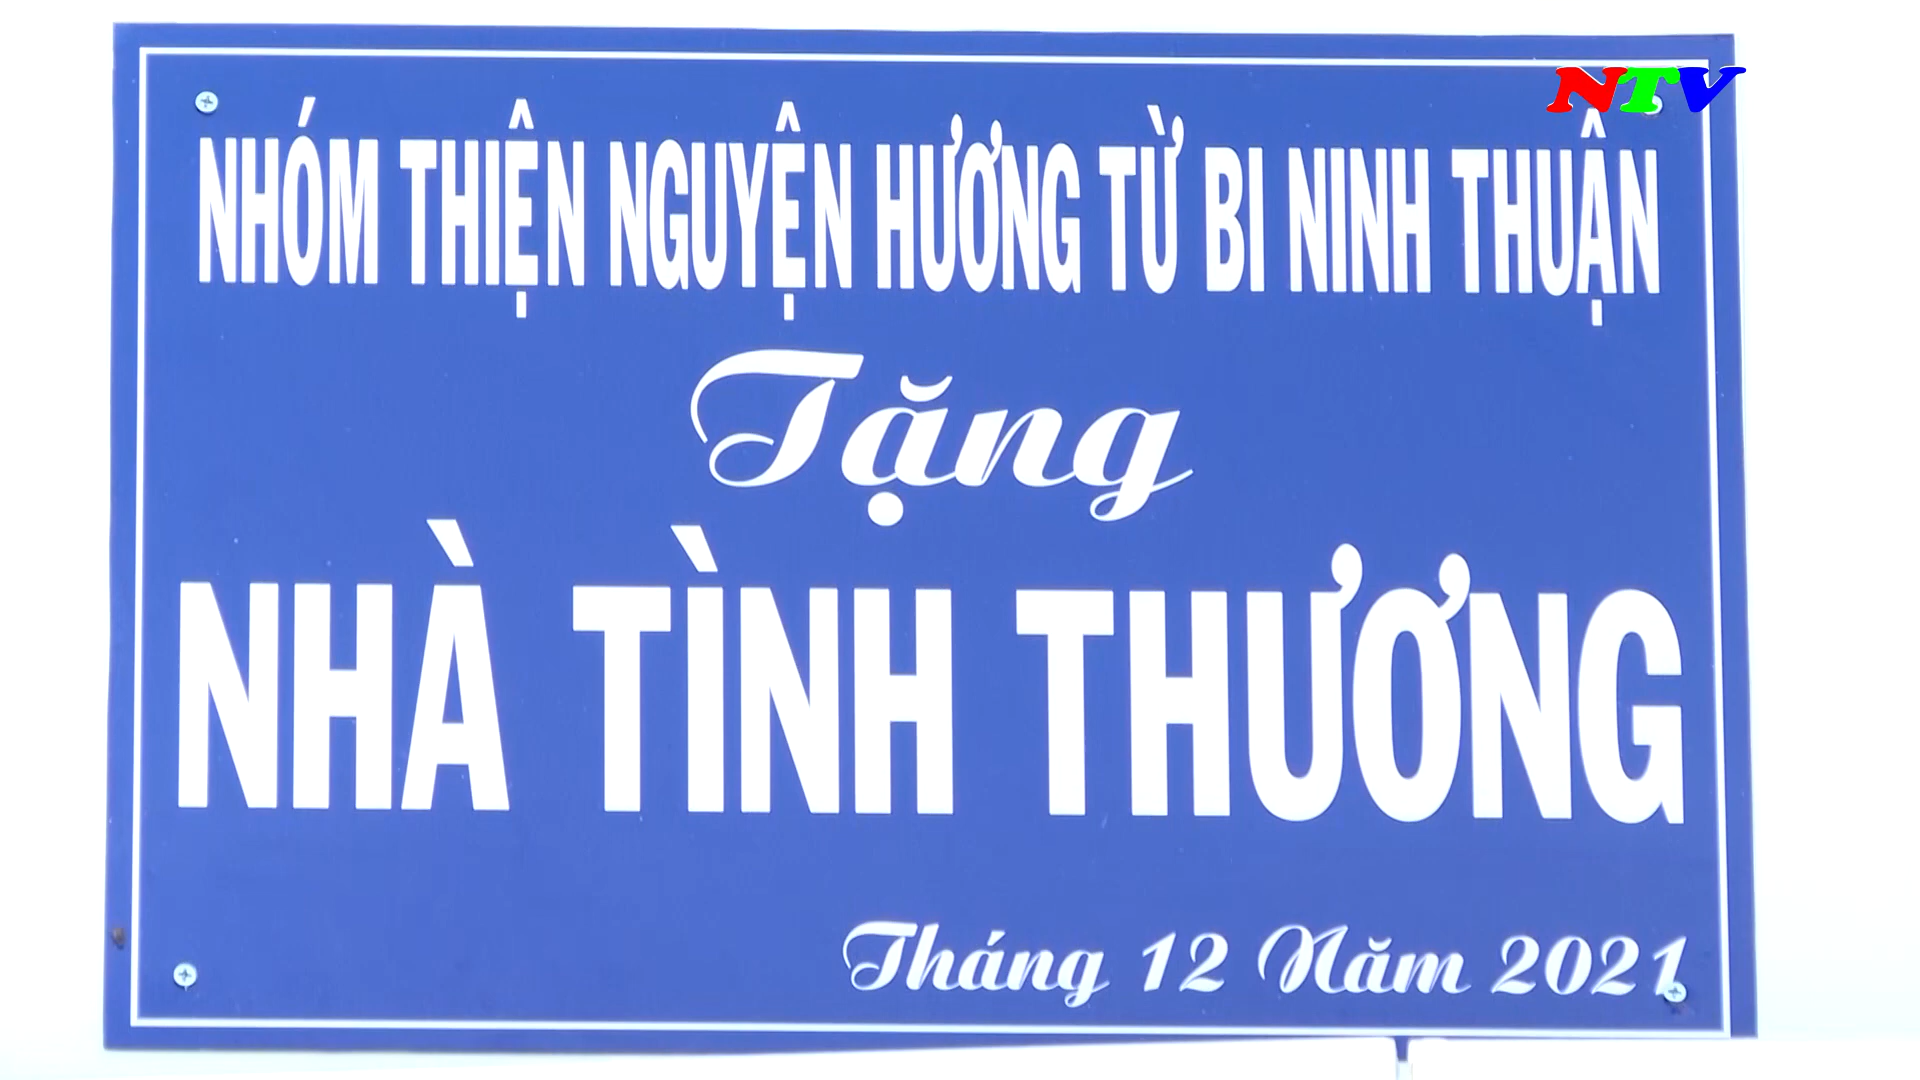 NTV
NHÓM THIỆN NGUYỆN HƯƠNG TỪ BI NINH THUẬN
Tặng
NHÀ TÌNH THƯƠNG
Tháng 12 Năm 2021